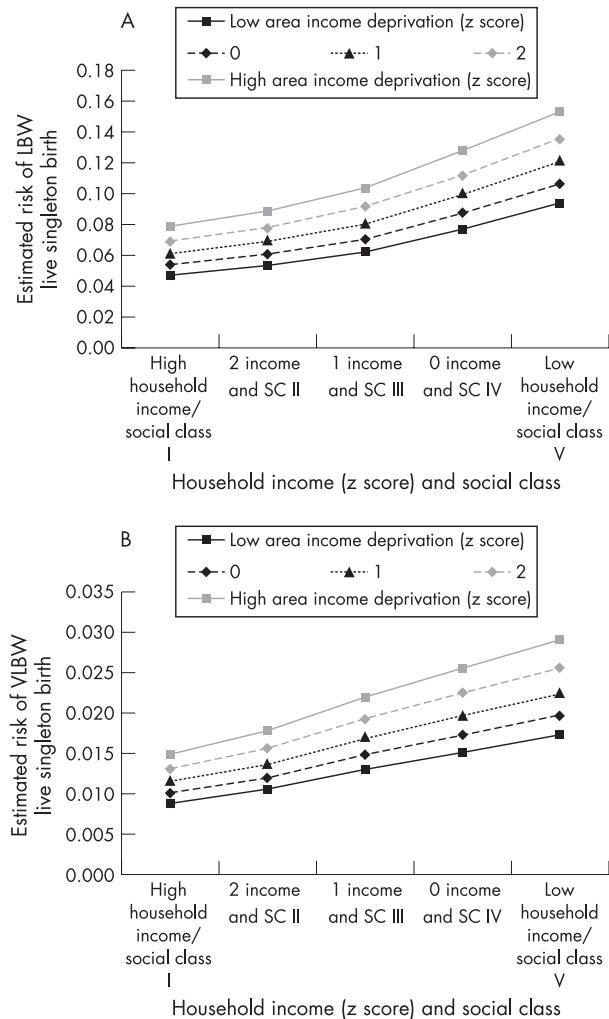 A
Low area income deprivation (z score)
0 1 2
High area income deprivation (z score)
0.18
0.16
0.14
0.12
0.10
0.08
0.06
0.04
0.02
0.00
Estimated risk of LBW
live singleton birth
High
household
income/
social class
I
2 income
and SC II
1 income
and SC III
0 income
and SC IV
Low
household
income/
social class
V
Household income (z score) and social class
B
Low area income deprivation (z score)
0 1 2
High area income deprivation (z score)
0.035
0.030
0.025
0.020
0.015
0.010
0.005
0.000
Estimated risk of VLBW
live singleton birth
High
household
income/
social class
I
2 income
and SC II
1 income
and SC III
0 income
and SC IV
Low
household
income/
social class
V
Household income (z score) and social class